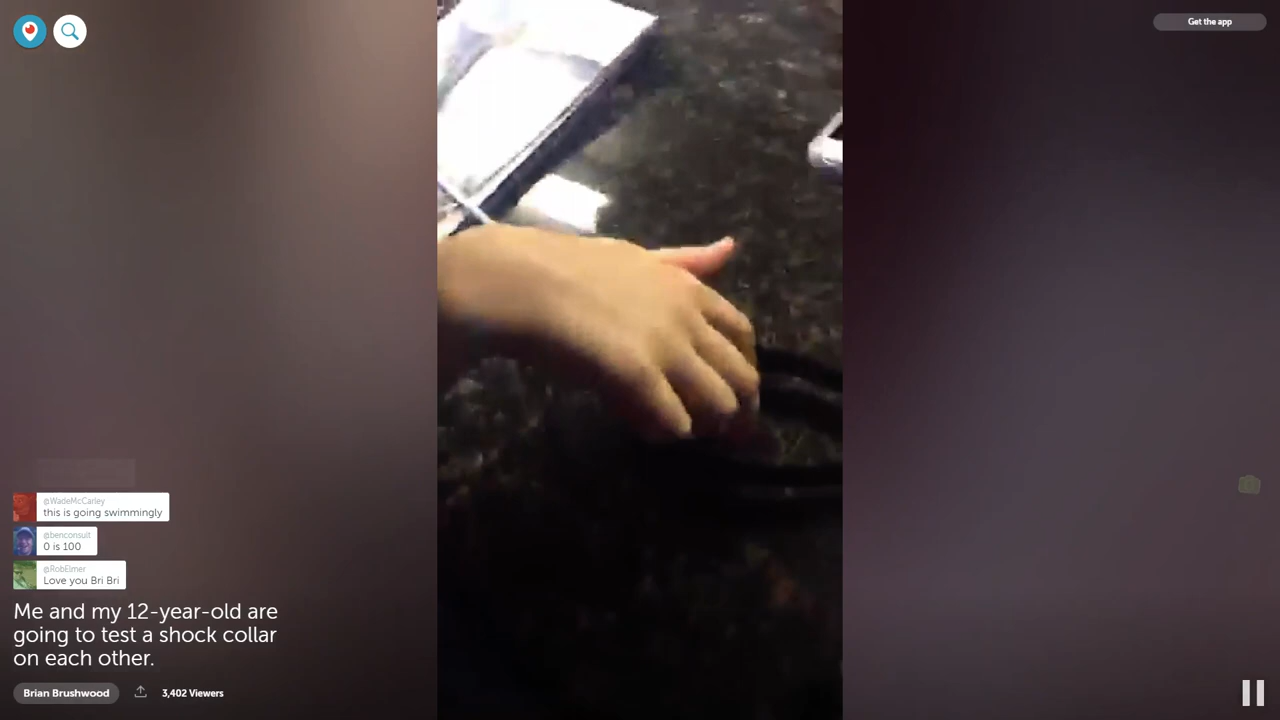 Get the app
@WadeMcCarley
this is going swimmingly
@benconsult
0 is 100
@RobElmer
Love you Bri Bri
Me and my 12-year-old are
going to test a shock collar
on each other.
Brian Brushwood
3,402 Viewers